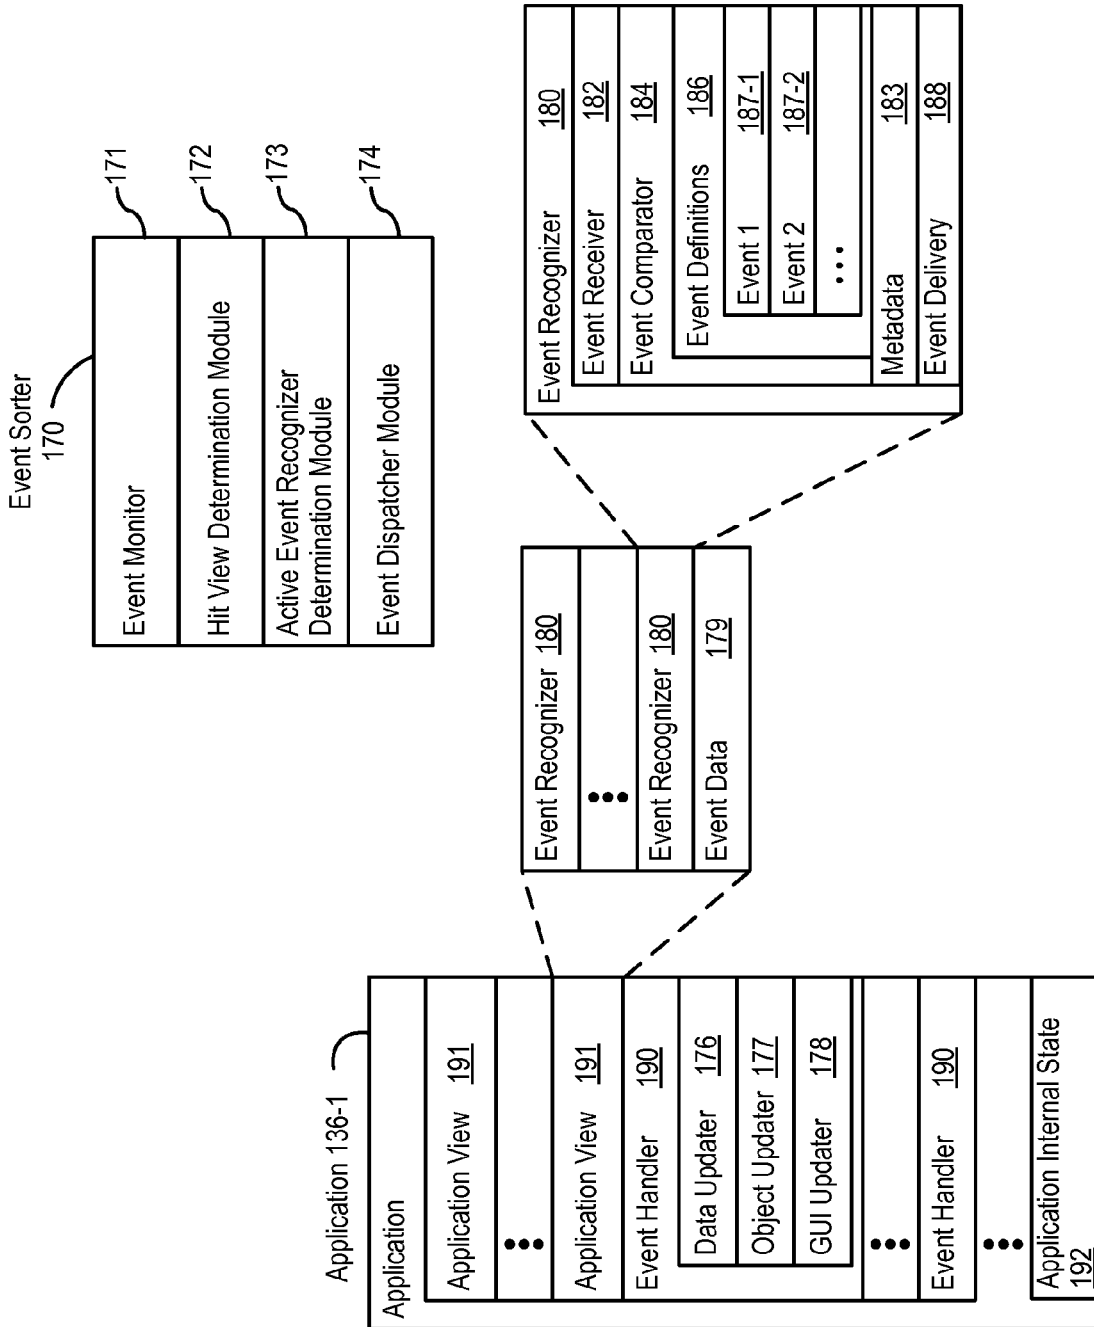 Event Sorter
170
Event Monitor
171
Hit View Determination Module
172
Active Event Recognizer
Determination Module
173
Event Dispatcher Module
174
Application 136-1
Application
Application View 191
•••
Application View 191
Event Handler 190
Data Updater 176
Object Updater 177
GUI Updater 178
•••
Event Handler 190
•••
Application Internal State
192
Event Recognizer 180
•••
Event Recognizer 180
Event Data 179
Event Recognizer 180
Event Receiver 182
Event Comparator 184
Event Definitions 186
Event 1 187-1
Event 2 187-2
•••
Metadata 183
Event Delivery 188